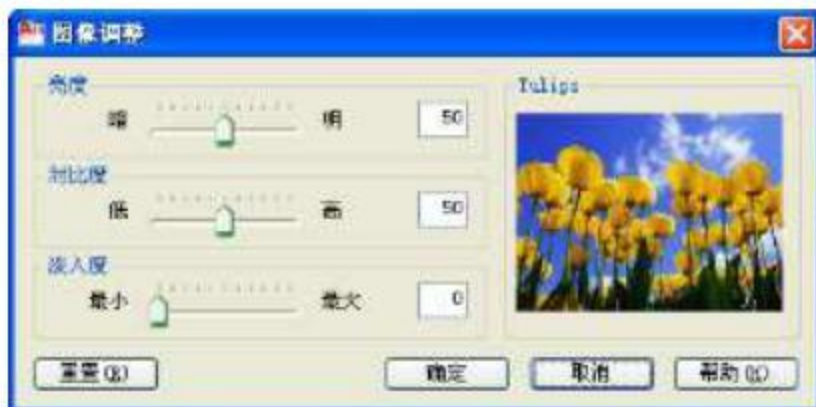 图像调整
亮度
暗 明 50
对比度
低 高 50
淡入度
最小 最大 0
Tulips
重置(R) 确定 取消 帮助(H)